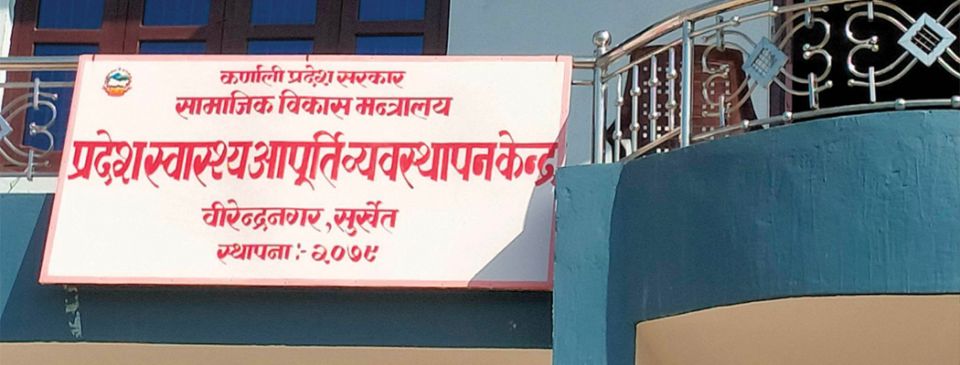 कर्णाली प्रदेश सरकार
सामाजिक विकास मन्त्रालय
प्रदेश स्वास्थ्य आपूर्ति व्यवस्थापन केन्द्र
वीरेन्द्रनगर, सुर्खेत
स्थापना :- २०७९